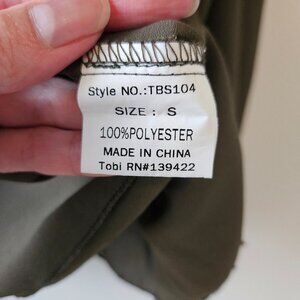 Style NO.:TBS104
SIZE : S
100%POLYESTER
MADE IN CHINA
Tobi RN#139422